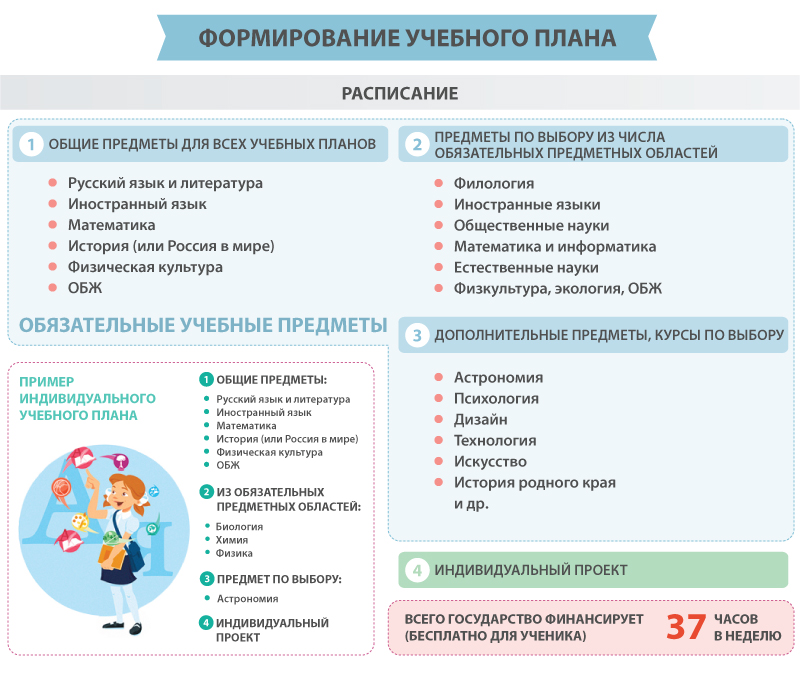 ФОРМИРОВАНИЕ УЧЕБНОГО ПЛАНА
РАСПИСАНИЕ
1 ОБЩИЕ ПРЕДМЕТЫ ДЛЯ ВСЕХ УЧЕБНЫХ ПЛАНОВ
Русский язык и литература
Иностранный язык
Математика
История (или Россия в мире)
Физическая культура
ОБЖ
2 ПРЕДМЕТЫ ПО ВЫБОРУ ИЗ ЧИСЛА
ОБЯЗАТЕЛЬНЫХ ПРЕДМЕТНЫХ ОБЛАСТЕЙ
Филология
Иностранные языки
Общественные науки
Математика и информатика
Естественные науки
Физкультура, экология, ОБЖ
ОБЯЗАТЕЛЬНЫЕ УЧЕБНЫЕ ПРЕДМЕТЫ
3 ДОПОЛНИТЕЛЬНЫЕ ПРЕДМЕТЫ, КУРСЫ ПО ВЫБОРУ
Астрономия
Психология
Дизайн
Технология
Искусство
История родного края
и др.
4 ИНДИВИДУАЛЬНЫЙ ПРОЕКТ
ВСЕГО ГОСУДАРСТВО ФИНАНСИРУЕТ
(БЕСПЛАТНО ДЛЯ УЧЕНИКА)
37 ЧАСОВ
В НЕДЕЛЮ
ПРИМЕР
ИНДИВИДУАЛЬНОГО
УЧЕБНОГО ПЛАНА
1 ОБЩИЕ ПРЕДМЕТЫ:
Русский язык и литература
Иностранный язык
Математика
История (или Россия в мире)
Физическая культура
ОБЖ
2 ИЗ ОБЯЗАТЕЛЬНЫХ
ПРЕДМЕТНЫХ ОБЛАСТЕЙ:
Биология
Химия
Физика
3 ПРЕДМЕТ ПО ВЫБОРУ:
Астрономия
4 ИНДИВИДУАЛЬНЫЙ
ПРОЕКТ